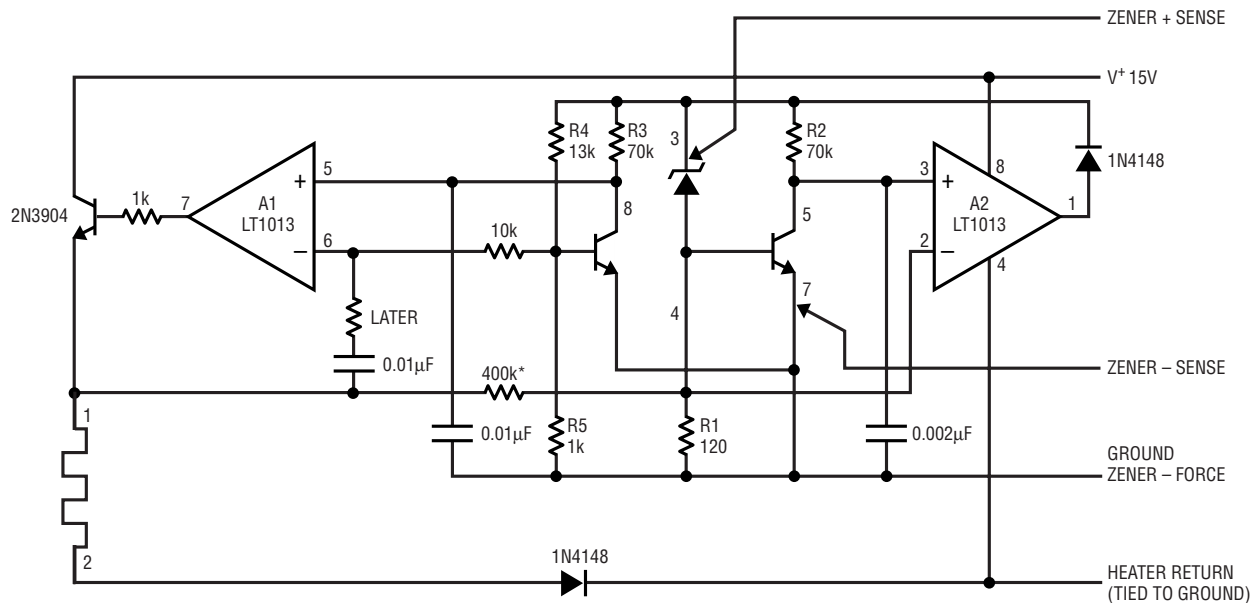 ZENER + SENSE
V+ 15V
R4
13k
R3
70k
3
R2
70k
1N4148
2N3904
1k
7
A1
LT1013
+
–
5
6
8
10k
5
3
2
+
–
A2
LT1013
8
1
4
4
7
LATER
0.01µF
400k*
ZENER – SENSE
1
0.01µF
R5
1k
R1
120
0.002µF
GROUND
ZENER – FORCE
2
1N4148
HEATER RETURN
(TIED TO GROUND)